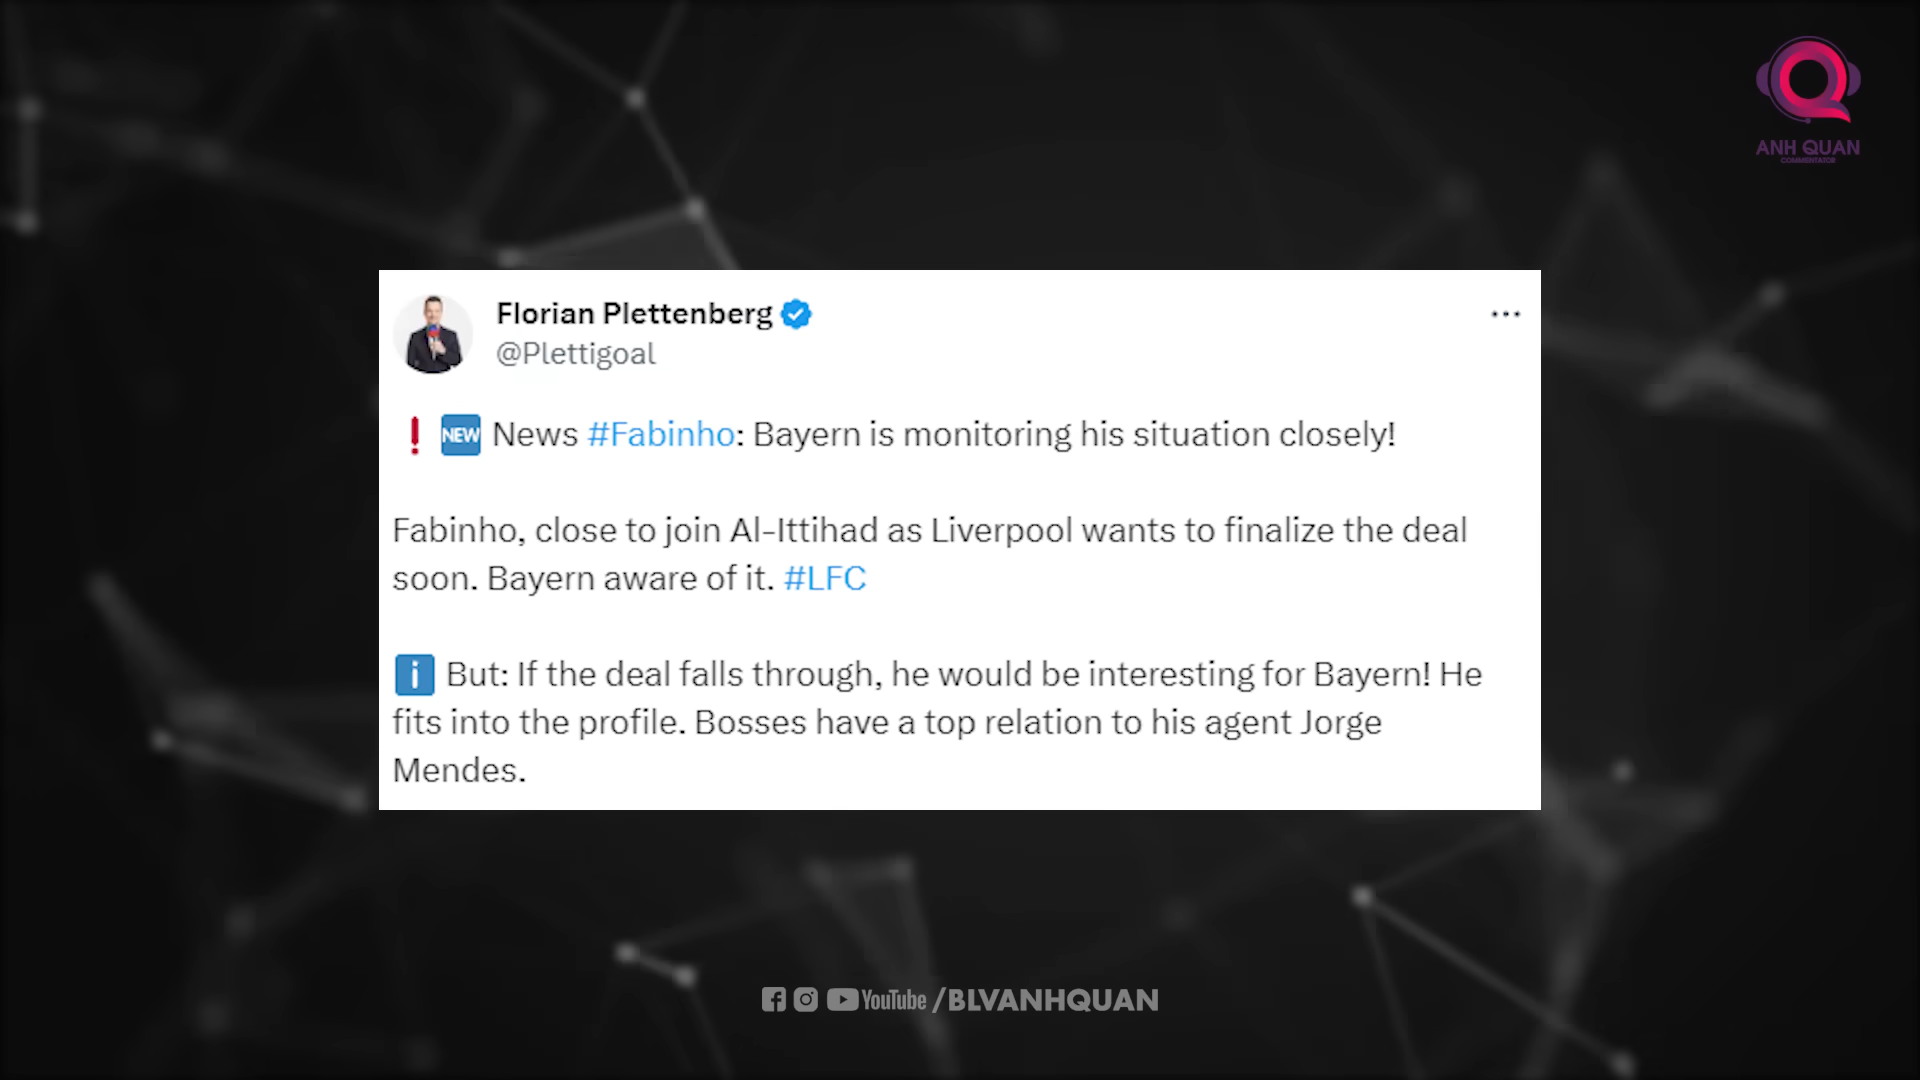 ANH QUAN
COMMENTATOR
Florian Plettenberg
@Plettigoal
❗ NEW News #Fabinho: Bayern is monitoring his situation closely!
Fabinho, close to join Al-Ittihad as Liverpool wants to finalize the deal
soon. Bayern aware of it. #LFC
i But: If the deal falls through, he would be interesting for Bayern! He
fits into the profile. Bosses have a top relation to his agent Jorge
Mendes.
YouTube /BLVANHQUAN